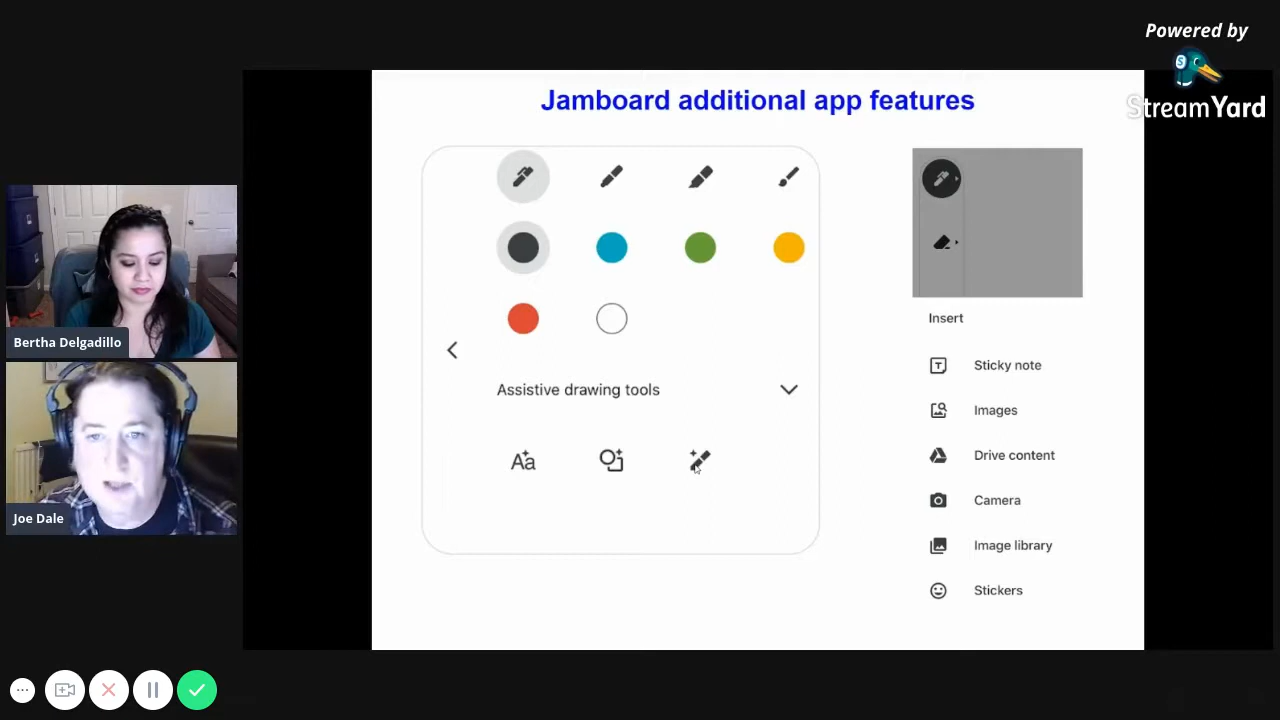 Powered by
StreamYard
Jamboard additional app features
Bertha Delgadillo
Joe Dale
Assistive drawing tools
Aa
Insert
T
Sticky note
Images
Drive content
Camera
Image library
Stickers